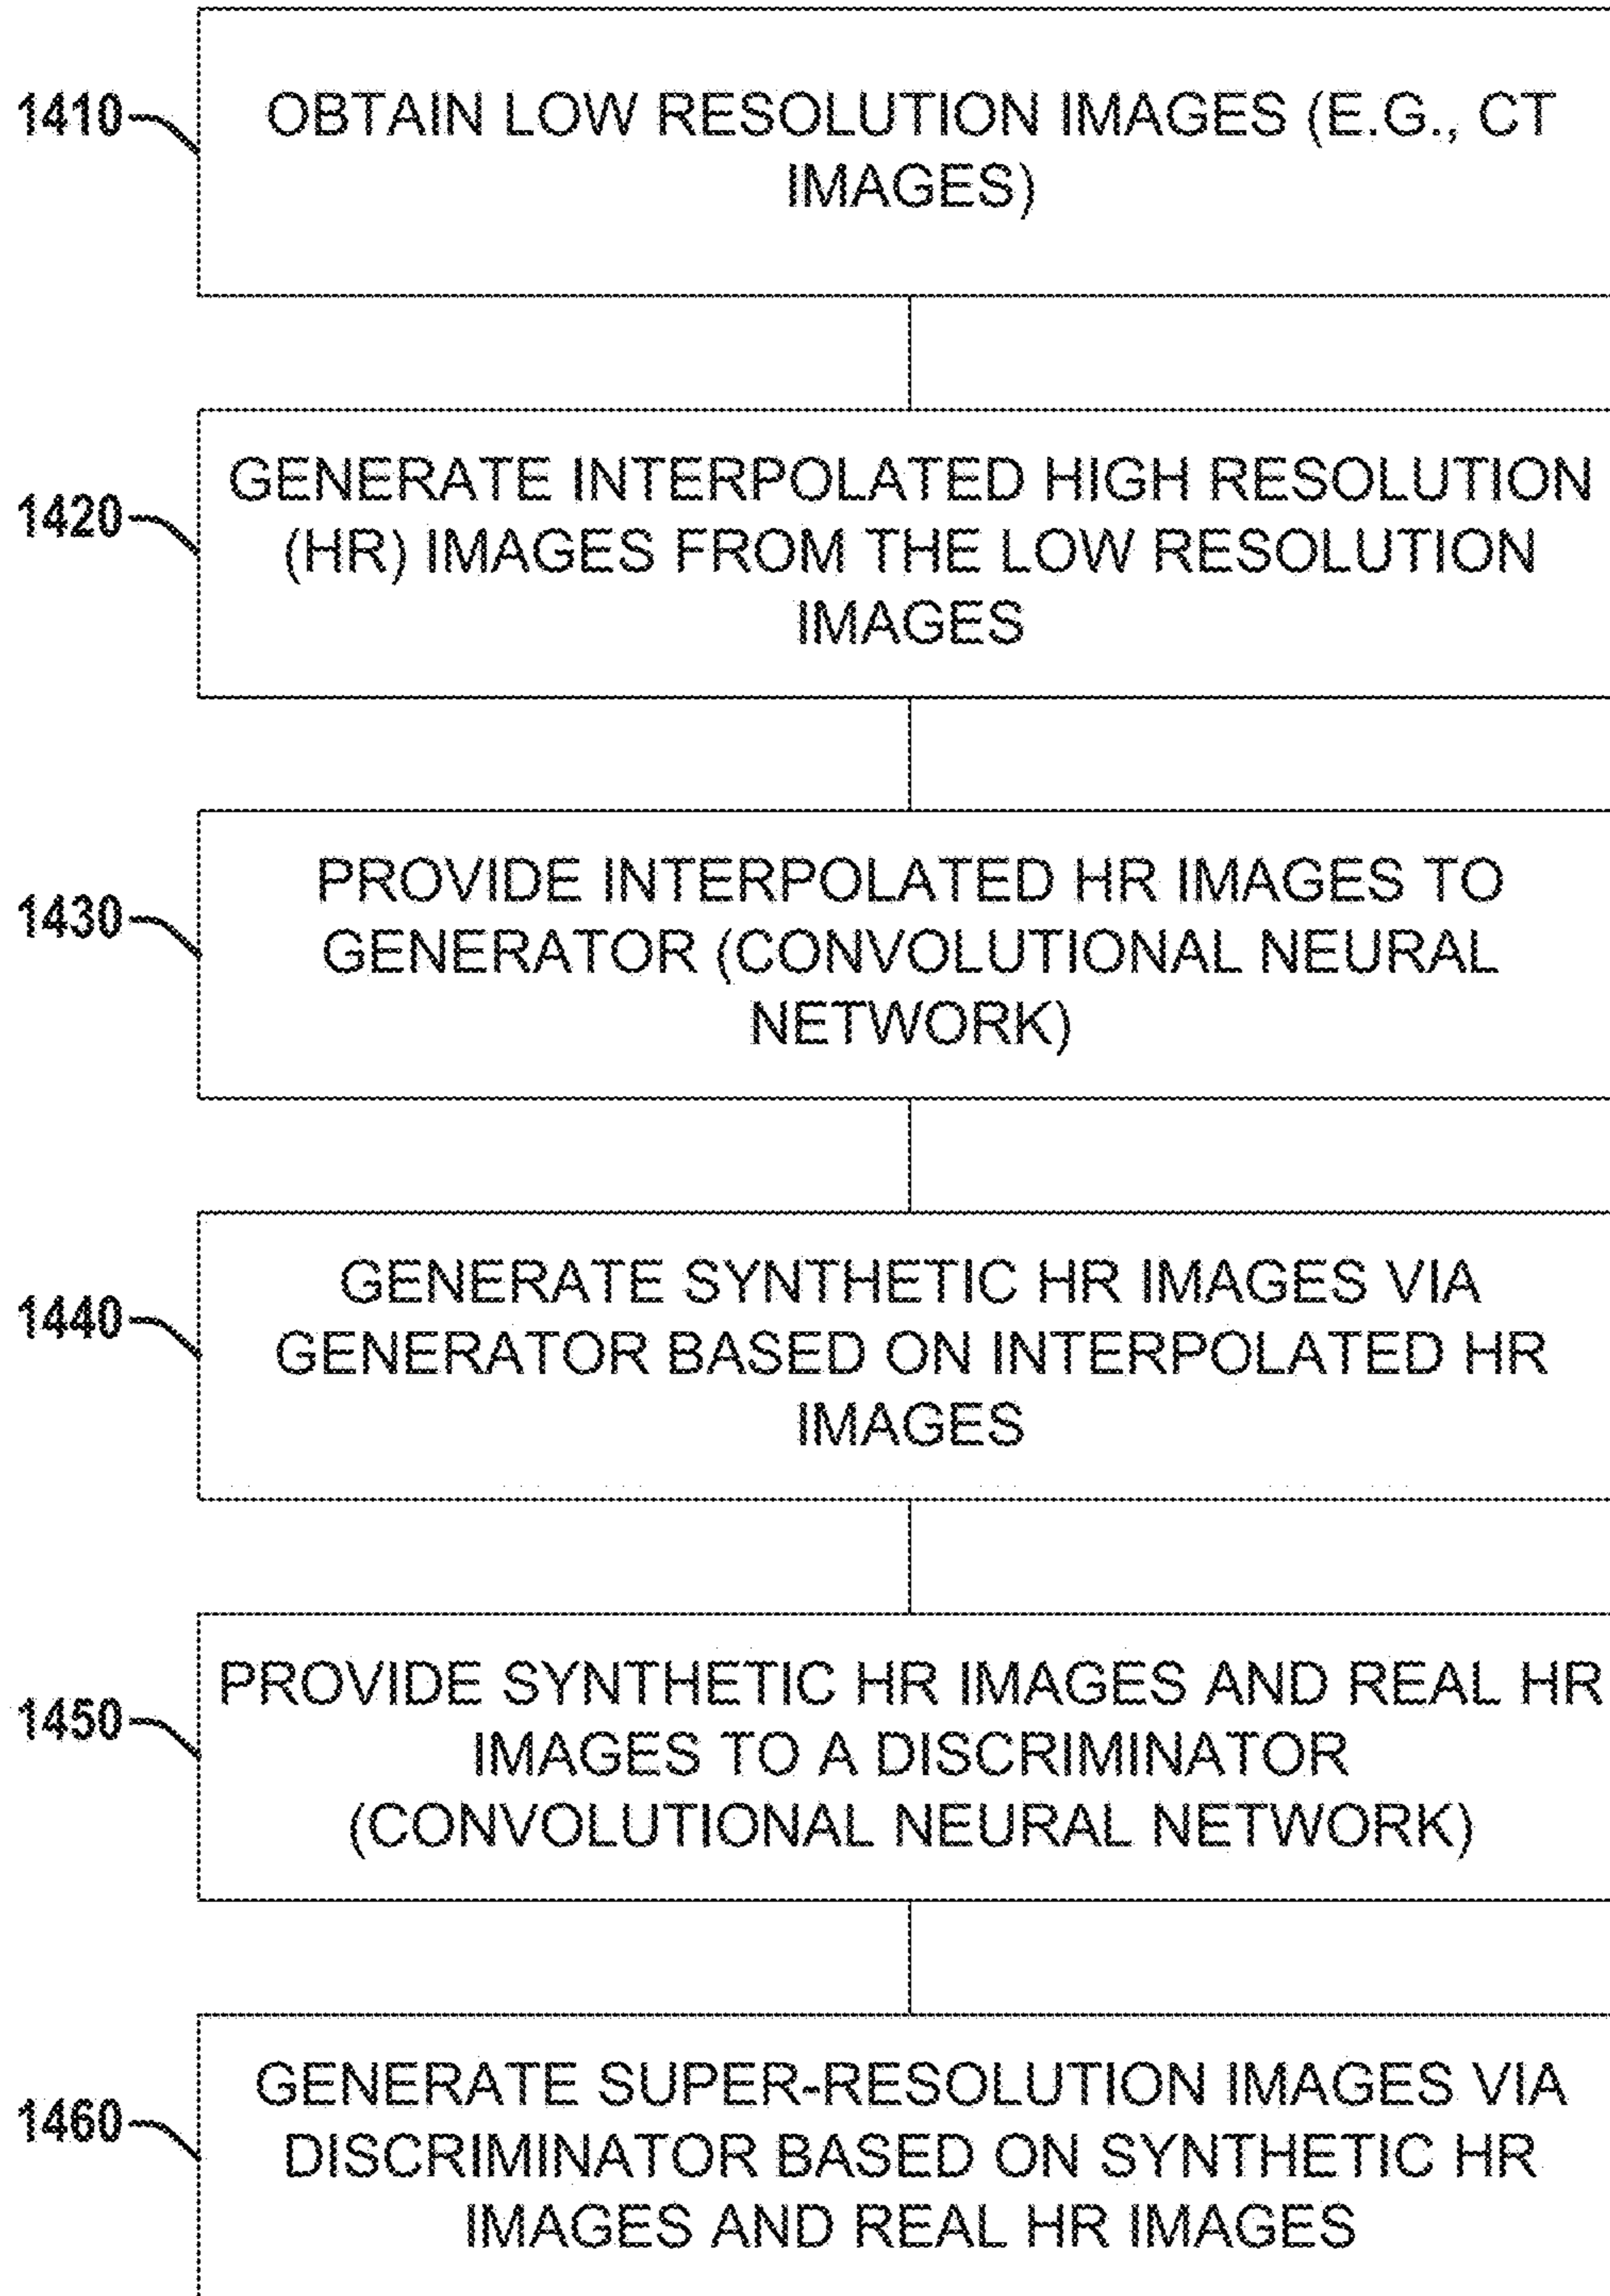 1410
OBTAIN LOW RESOLUTION IMAGES (E.G., CT
IMAGES)
1420
GENERATE INTERPOLATED HIGH RESOLUTION
(HR) IMAGES FROM THE LOW RESOLUTION
IMAGES
1430
PROVIDE INTERPOLATED HR IMAGES TO
GENERATOR (CONVOLUTIONAL NEURAL
NETWORK)
1440
GENERATE SYNTHETIC HR IMAGES VIA
GENERATOR BASED ON INTERPOLATED HR
IMAGES
1450
PROVIDE SYNTHETIC HR IMAGES AND REAL HR
IMAGES TO A DISCRIMINATOR
(CONVOLUTIONAL NEURAL NETWORK)
1460
GENERATE SUPER-RESOLUTION IMAGES VIA
DISCRIMINATOR BASED ON SYNTHETIC HR
IMAGES AND REAL HR IMAGES